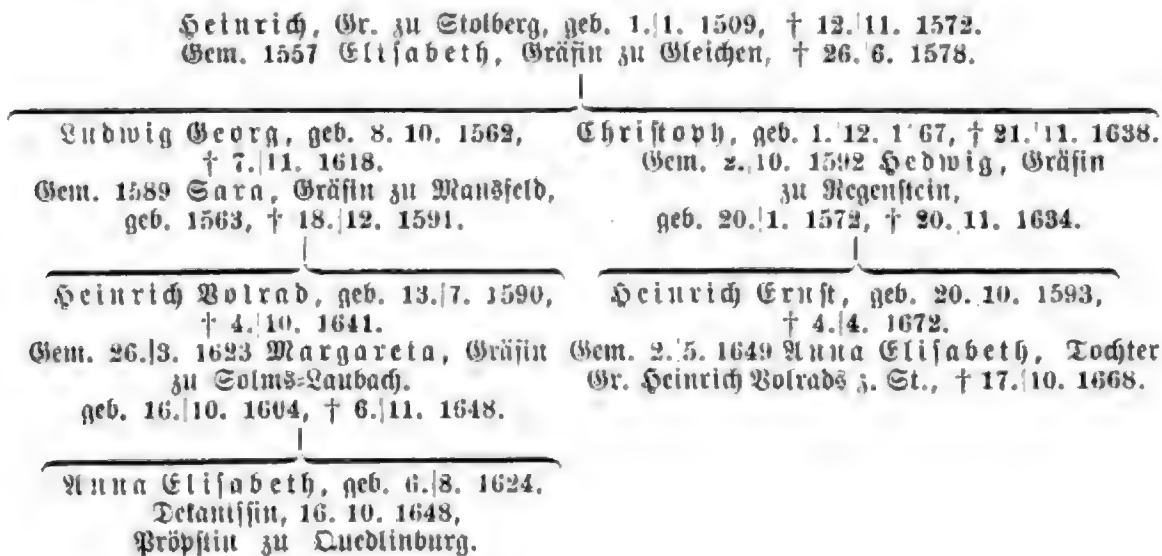 Heinrich, Gr. zu Stolberg, geb. 1./1. 1509, † 12./11. 1572.
Gem. 1557 Elisabeth, Gräfin zu Gleichen, † 26./6. 1578.
Ludwig Georg, geb. 8. 10. 1562,
† 7./11. 1618.
Gem. 1589 Sara, Gräfin zu Mansfeld,
geb. 1563, † 18./12. 1591.
Christoph, geb. 1./12. 1567, † 21./11. 1638.
Gem. 2./10. 1592 Hedwig, Gräfin
zu Regenstein,
geb. 20./1. 1572, † 20./11. 1634.
Heinrich Volrad, geb. 13./7. 1590,
† 4./10. 1641.
Gem. 26./3. 1623 Margareta, Gräfin
zu Solms=Laubach.
geb. 16./10. 1604, † 6./11. 1648.
Heinrich Ernst, geb. 20. 10. 1593,
† 4./4. 1672.
Gem. 2./5. 1649 Anna Elisabeth, Tochter
Gr. Heinrich Volrads z. St., † 17./10. 1668.
Anna Elisabeth, geb. 6./8. 1624.
Dekanissin, 16. 10. 1648,
Pröpstin zu Quedlinburg.